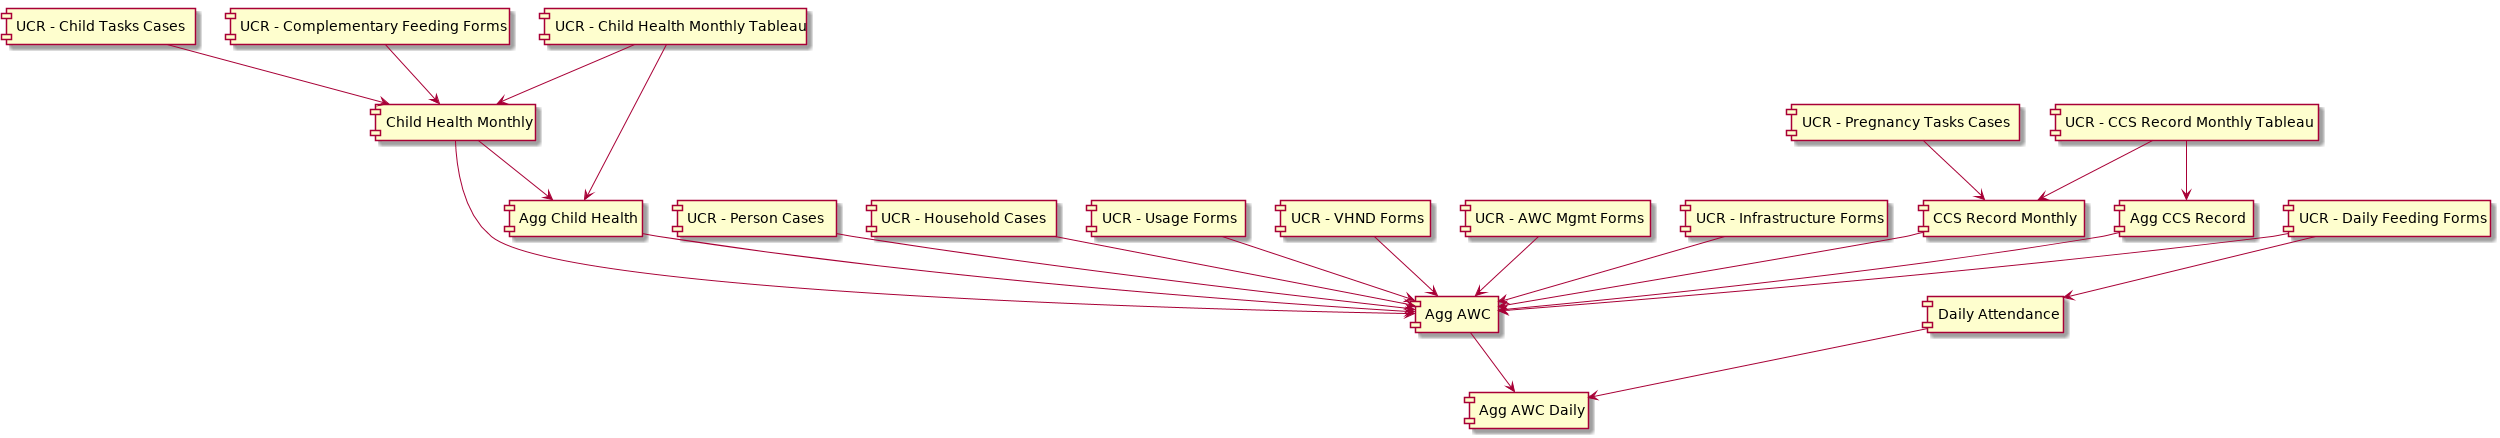 UCR - Child Tasks Cases
UCR - Complementary Feeding Forms
UCR - Child Health Monthly Tableau
Child Health Monthly
UCR - Pregnancy Tasks Cases
UCR - CCS Record Monthly Tableau
Agg Child Health
UCR - Person Cases
UCR - Household Cases
UCR - Usage Forms
UCR - VHND Forms
UCR - AWC Mgmt Forms
UCR - Infrastructure Forms
CCS Record Monthly
Agg CCS Record
UCR - Daily Feeding Forms
Agg AWC
Daily Attendance
Agg AWC Daily